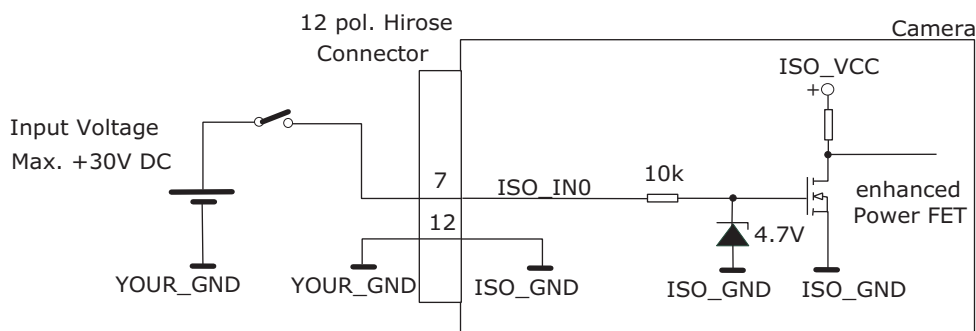 12 pol. Hirose
Connector
Camera
ISO_VCC
+
Input Voltage
Max. +30V DC
7
ISO_IN0
10k
enhanced
Power FET
12
4.7V
YOUR_GND
YOUR_GND
ISO_GND
ISO_GND
ISO_GND